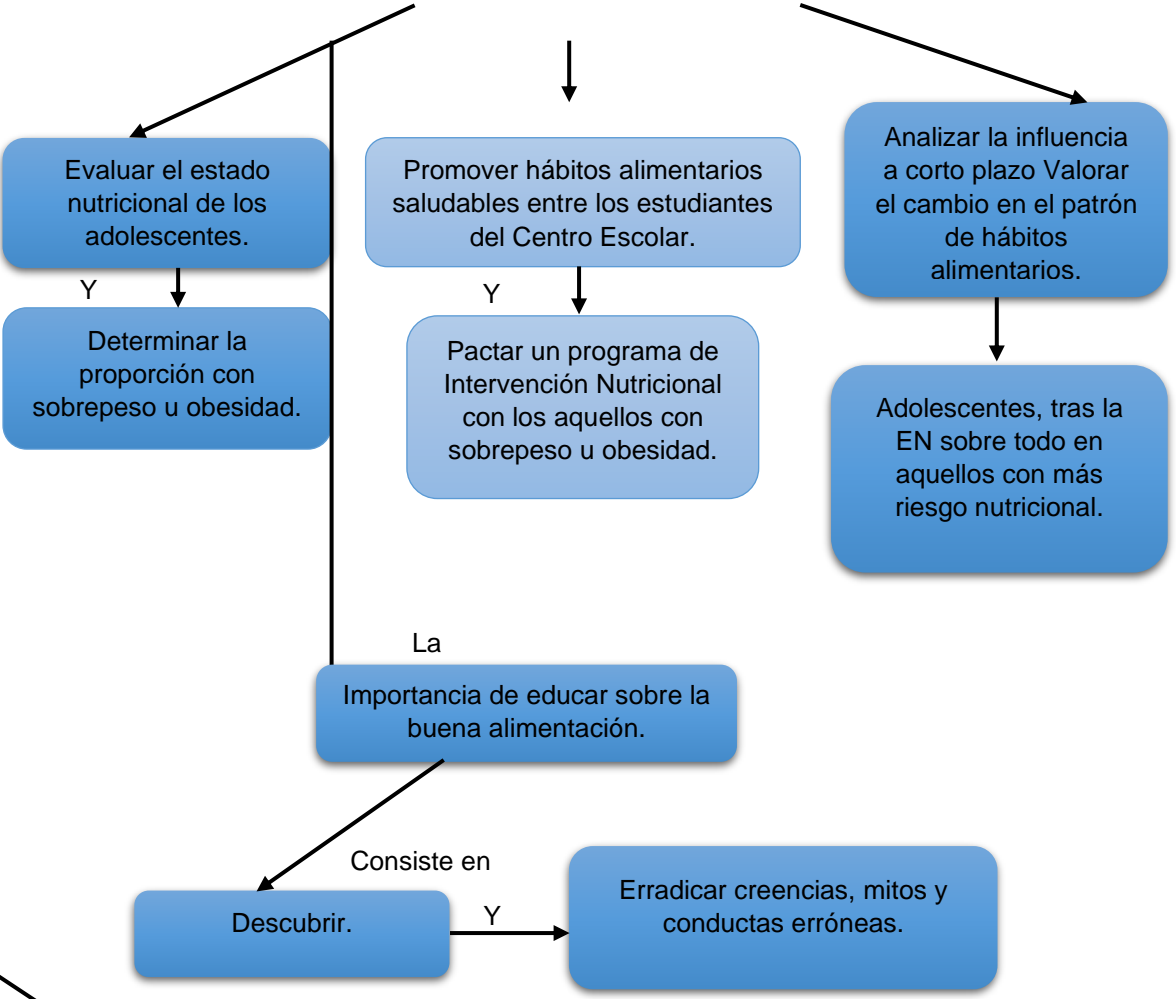 Evaluar el estado
nutricional de los
adolescentes.
Y
Determinar la
proporción con
sobrepeso u obesidad.
Promover hábitos alimentarios
saludables entre los estudiantes
del Centro Escolar.
Y
Pactar un programa de
Intervención Nutricional
con los aquellos con
sobrepeso u obesidad.
Analizar la influencia
a corto plazo Valorar
el cambio en el patrón
de hábitos
alimentarios.
Adolescentes, tras la
EN sobre todo en
aquellos con más
riesgo nutricional.
La
Importancia de educar sobre la
buena alimentación.
Consiste en
Descubrir.
Y
Erradicar creencias, mitos y
conductas erróneas.